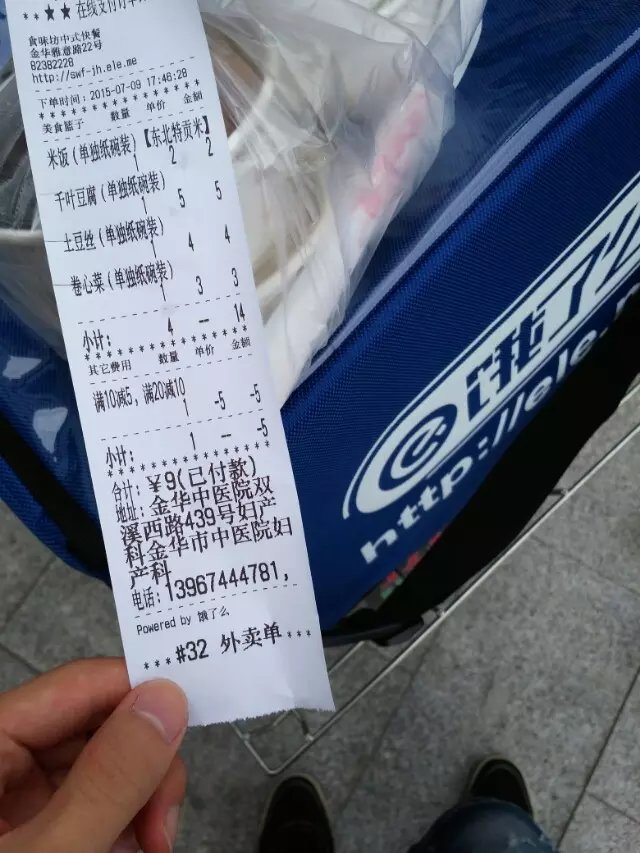 ★★在线支付订单
食味坊中式快餐
金华雅意路22号
82382228
http://swf-jh.ele.me
下单时间:2015-07-09 17:46:28
美食篮子 数量 单价 金额
米饭(单独纸碗装)【东北特贡米】
1 2 2
千叶豆腐(单独纸碗装)
1 5 5
土豆丝(单独纸碗装)
1 4 4
卷心菜(单独纸碗装)
1 3 3
小计: 4 -- 14
其它费用 数量 单价 金额
满10减5,满20减10
1 -5 -5
小计: 1 -- -5
合计: ¥9(已付款)
地址: 金华中医院双
溪西路439号妇产
科金华市中医院妇
产科
电话:13967444781,
Powered by 饿了么
***#32 外卖单***
饿了么
http://ele.